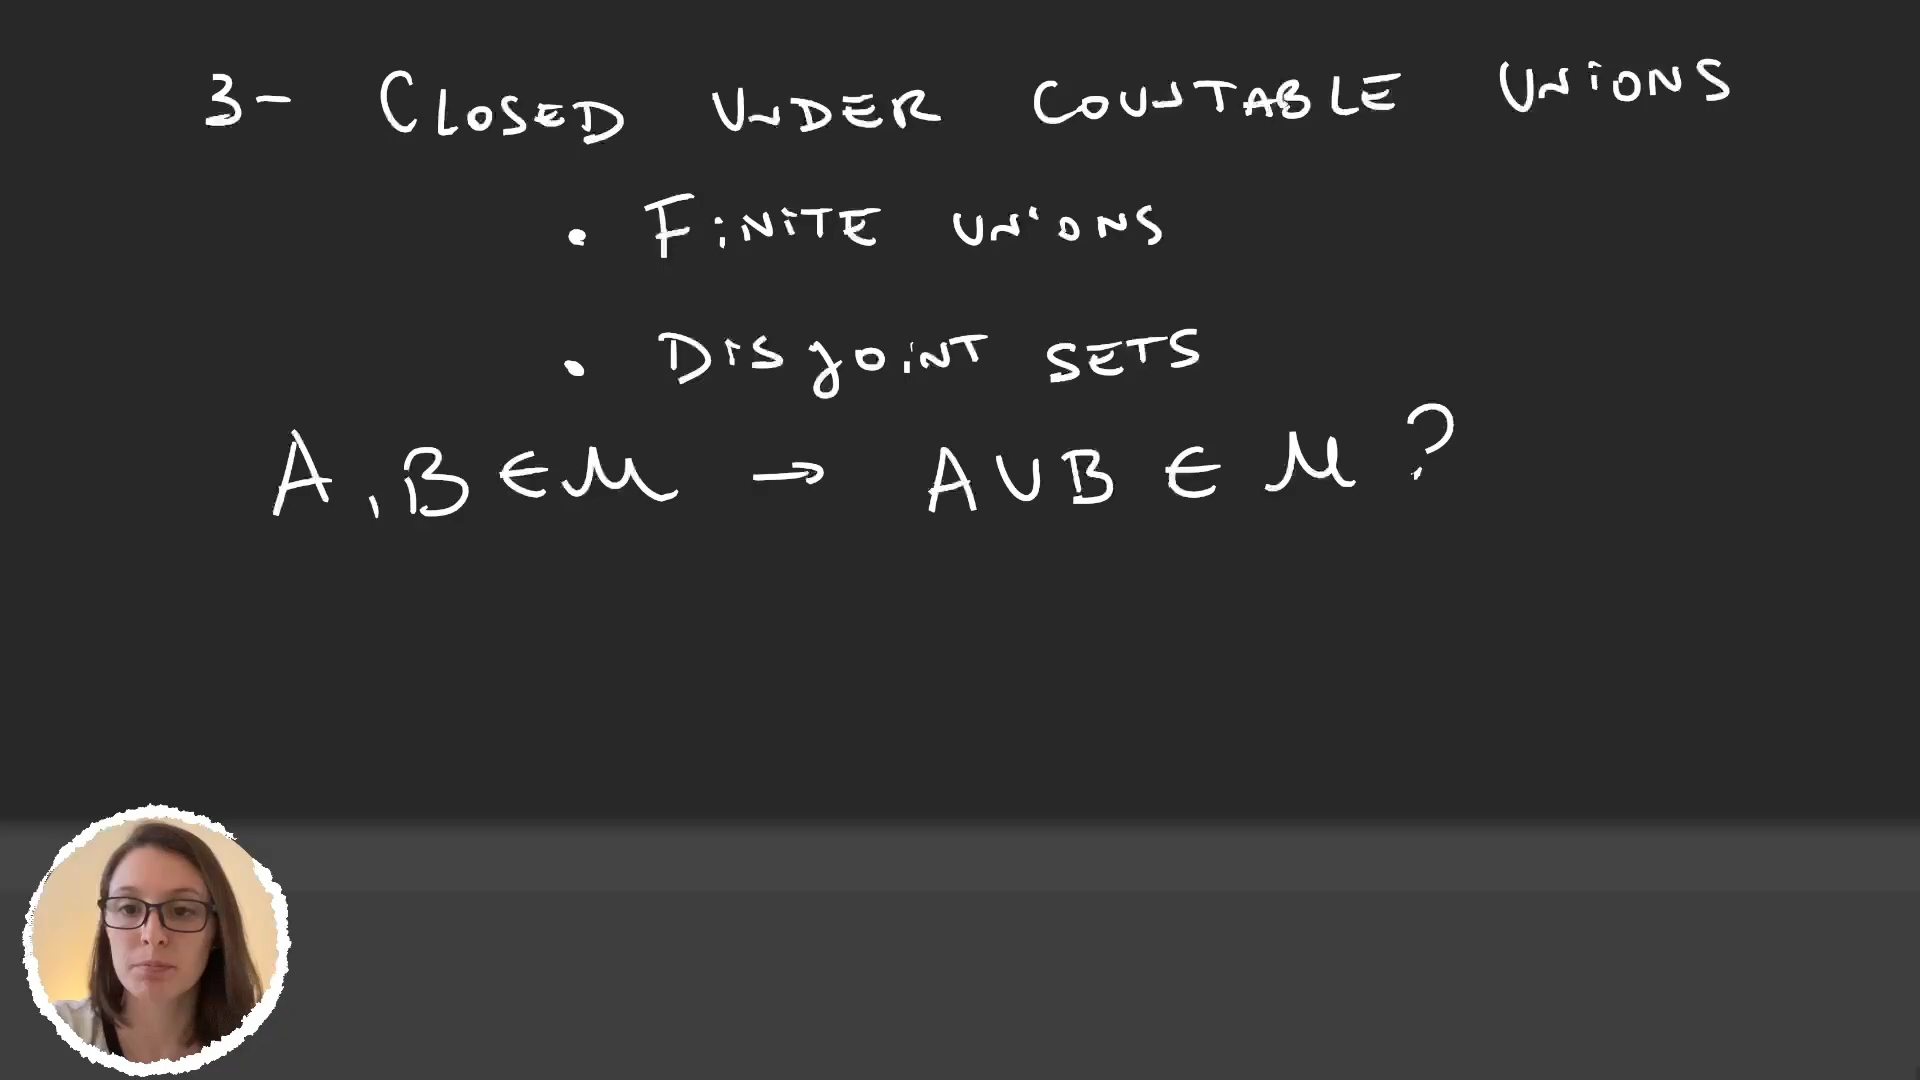 3- CLOSED UNDER COUNTABLE UNIONS
• FINITE UNIONS
• DISJOINT SETS
A, B ∈ M → A ∪ B ∈ M ?